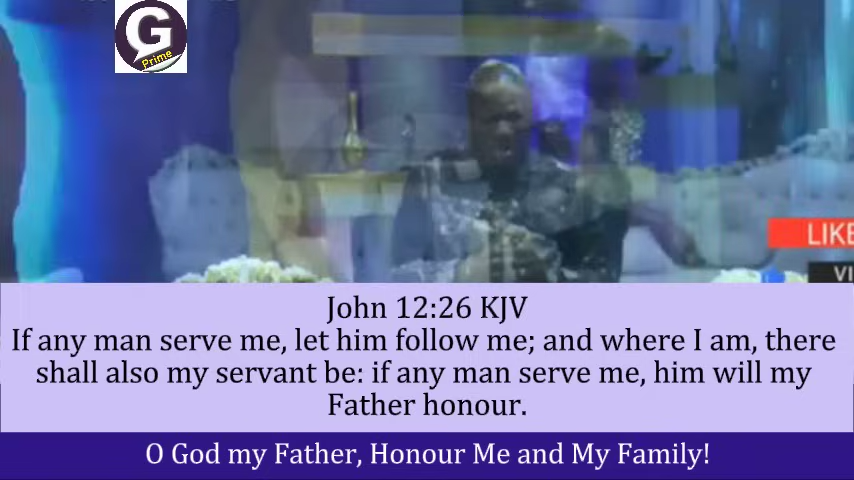 G
Prime
LIKE
VI
John 12:26 KJV
If any man serve me, let him follow me; and where I am, there
shall also my servant be: if any man serve me, him will my
Father honour.
O God my Father, Honour Me and My Family!